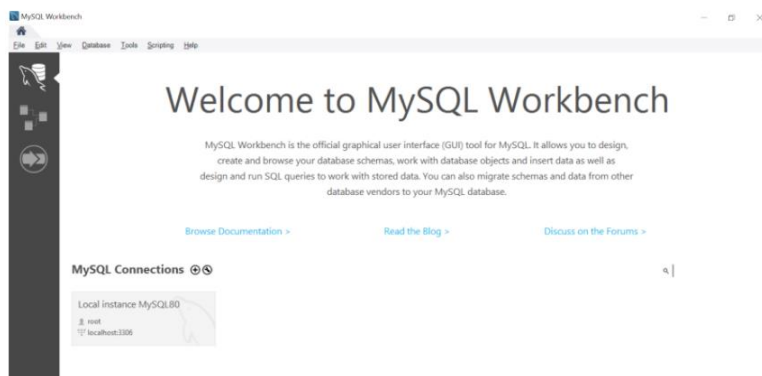 MySQL Workbench
File Edit View Database Tools Scripting Help
Welcome to MySQL Workbench
MySQL Workbench is the official graphical user interface (GUI) tool for MySQL. It allows you to design,
create and browse your database schemas, work with database objects and insert data as well as
design and run SQL queries to work with stored data. You can also migrate schemas and data from other
database vendors to your MySQL database.
Browse Documentation > Read the Blog > Discuss on the Forums >
MySQL Connections
Local instance MySQL80
root
localhost:3306